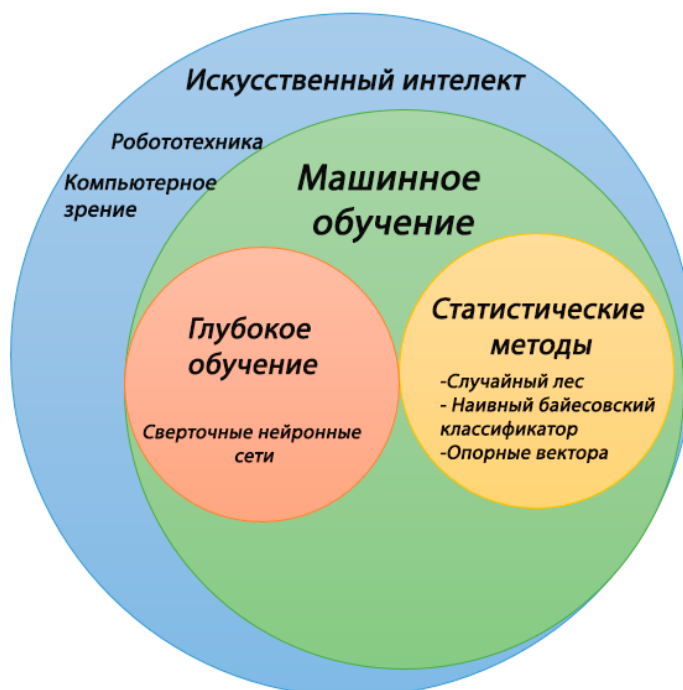 Искусственный интелект
Робототехника
Компьютерное
зрение
Машинное
обучение
Глубокое
обучение
Сверточные нейронные
сети
Статистические
методы
-Случайный лес
- Наивный байесовский
классификатор
-Опорные вектора